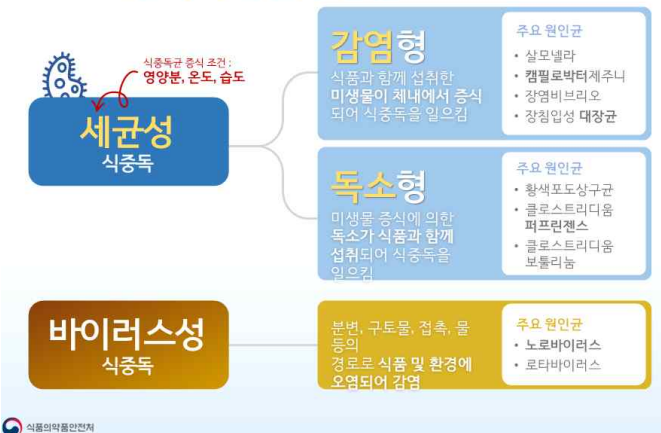 식중독균 증식 조건 :
영양분, 온도, 습도
세균성
식중독
감염형
식품과 함께 섭취한
미생물이 체내에서 증식
되어 식중독을 일으킴
주요 원인균
• 살모넬라
• 캠필로박터제주니
• 장염비브리오
• 장침입성 대장균
독소형
미생물 증식에 의한
독소가 식품과 함께
섭취되어 식중독을
일으킴
주요 원인균
• 황색포도상구균
• 클로스트리디움
퍼프린젠스
• 클로스트리디움
보툴리눔
바이러스성
식중독
분변, 구토물, 접촉, 물
등의
경로로 식품 및 환경에
오염되어 감염
주요 원인균
• 노로바이러스
• 로타바이러스
식품의약품안전처